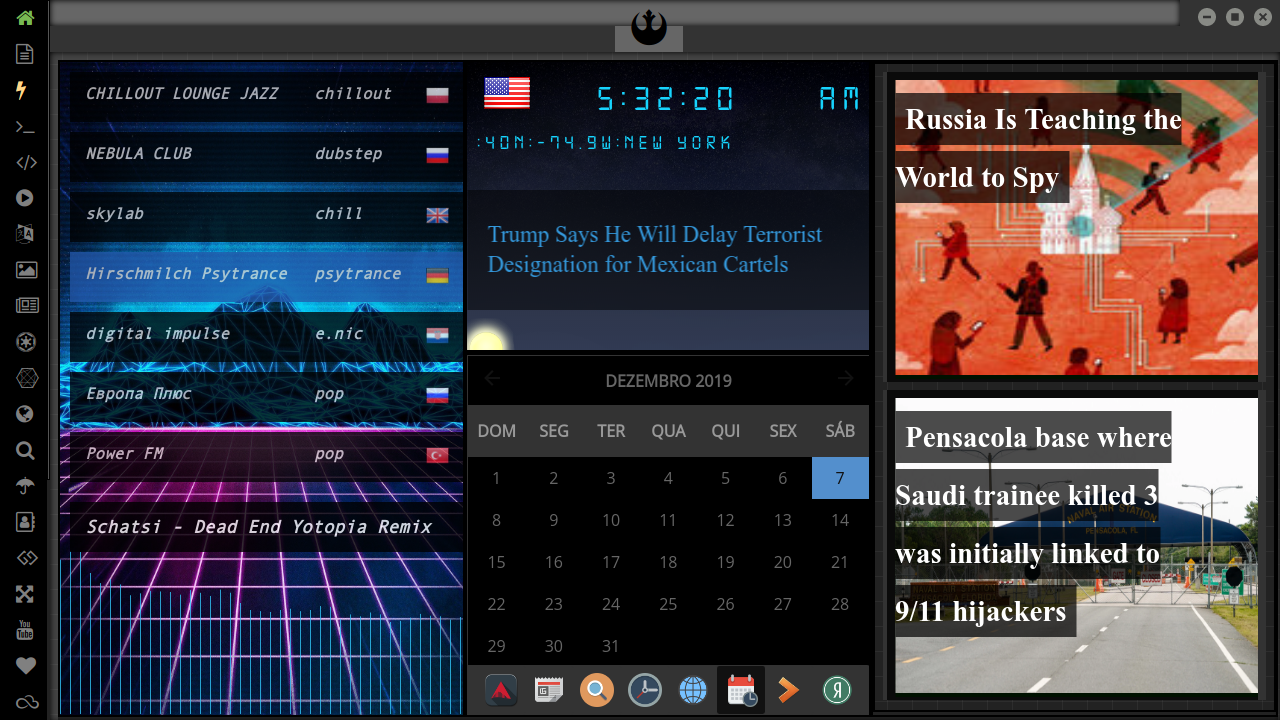 CHILLOUT LOUNGE JAZZ chillout
NEBULA CLUB dubstep
skylab chill
Hirschmilch Psytrance psytrance
digital impulse e.nic
Европа Плюс pop
Power FM pop
Schatsi - Dead End Yotopia Remix
5:32:20 AM
:40N:-74.9W:NEW YORK
Trump Says He Will Delay Terrorist
Designation for Mexican Cartels
DEZEMBRO 2019
DOM SEG TER QUA QUI SEX SÁB
1 2 3 4 5 6 7
8 9 10 11 12 13 14
15 16 17 18 19 20 21
22 23 24 25 26 27 28
29 30 31
Я
Russia Is Teaching the
World to Spy
Pensacola base where
Saudi trainee killed 3
was initially linked to
9/11 hijackers
NAVAL AIR STATION
PENSACOLA, FL
You
Tube